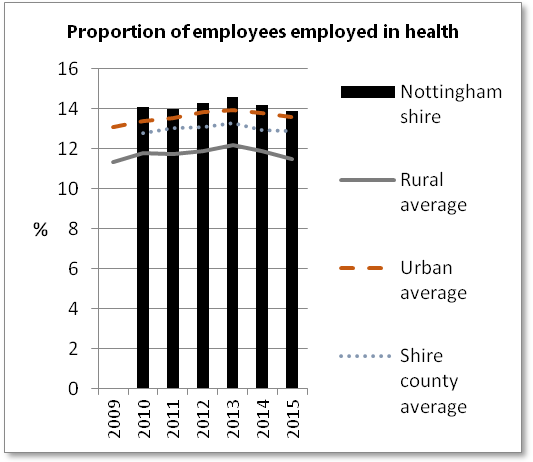 Proportion of employees employed in health
16
14
12
10
8
6
4
2
0
%
2009
2010
2011
2012
2013
2014
2015
Nottingham
shire
Rural
average
Urban
average
Shire
county
average